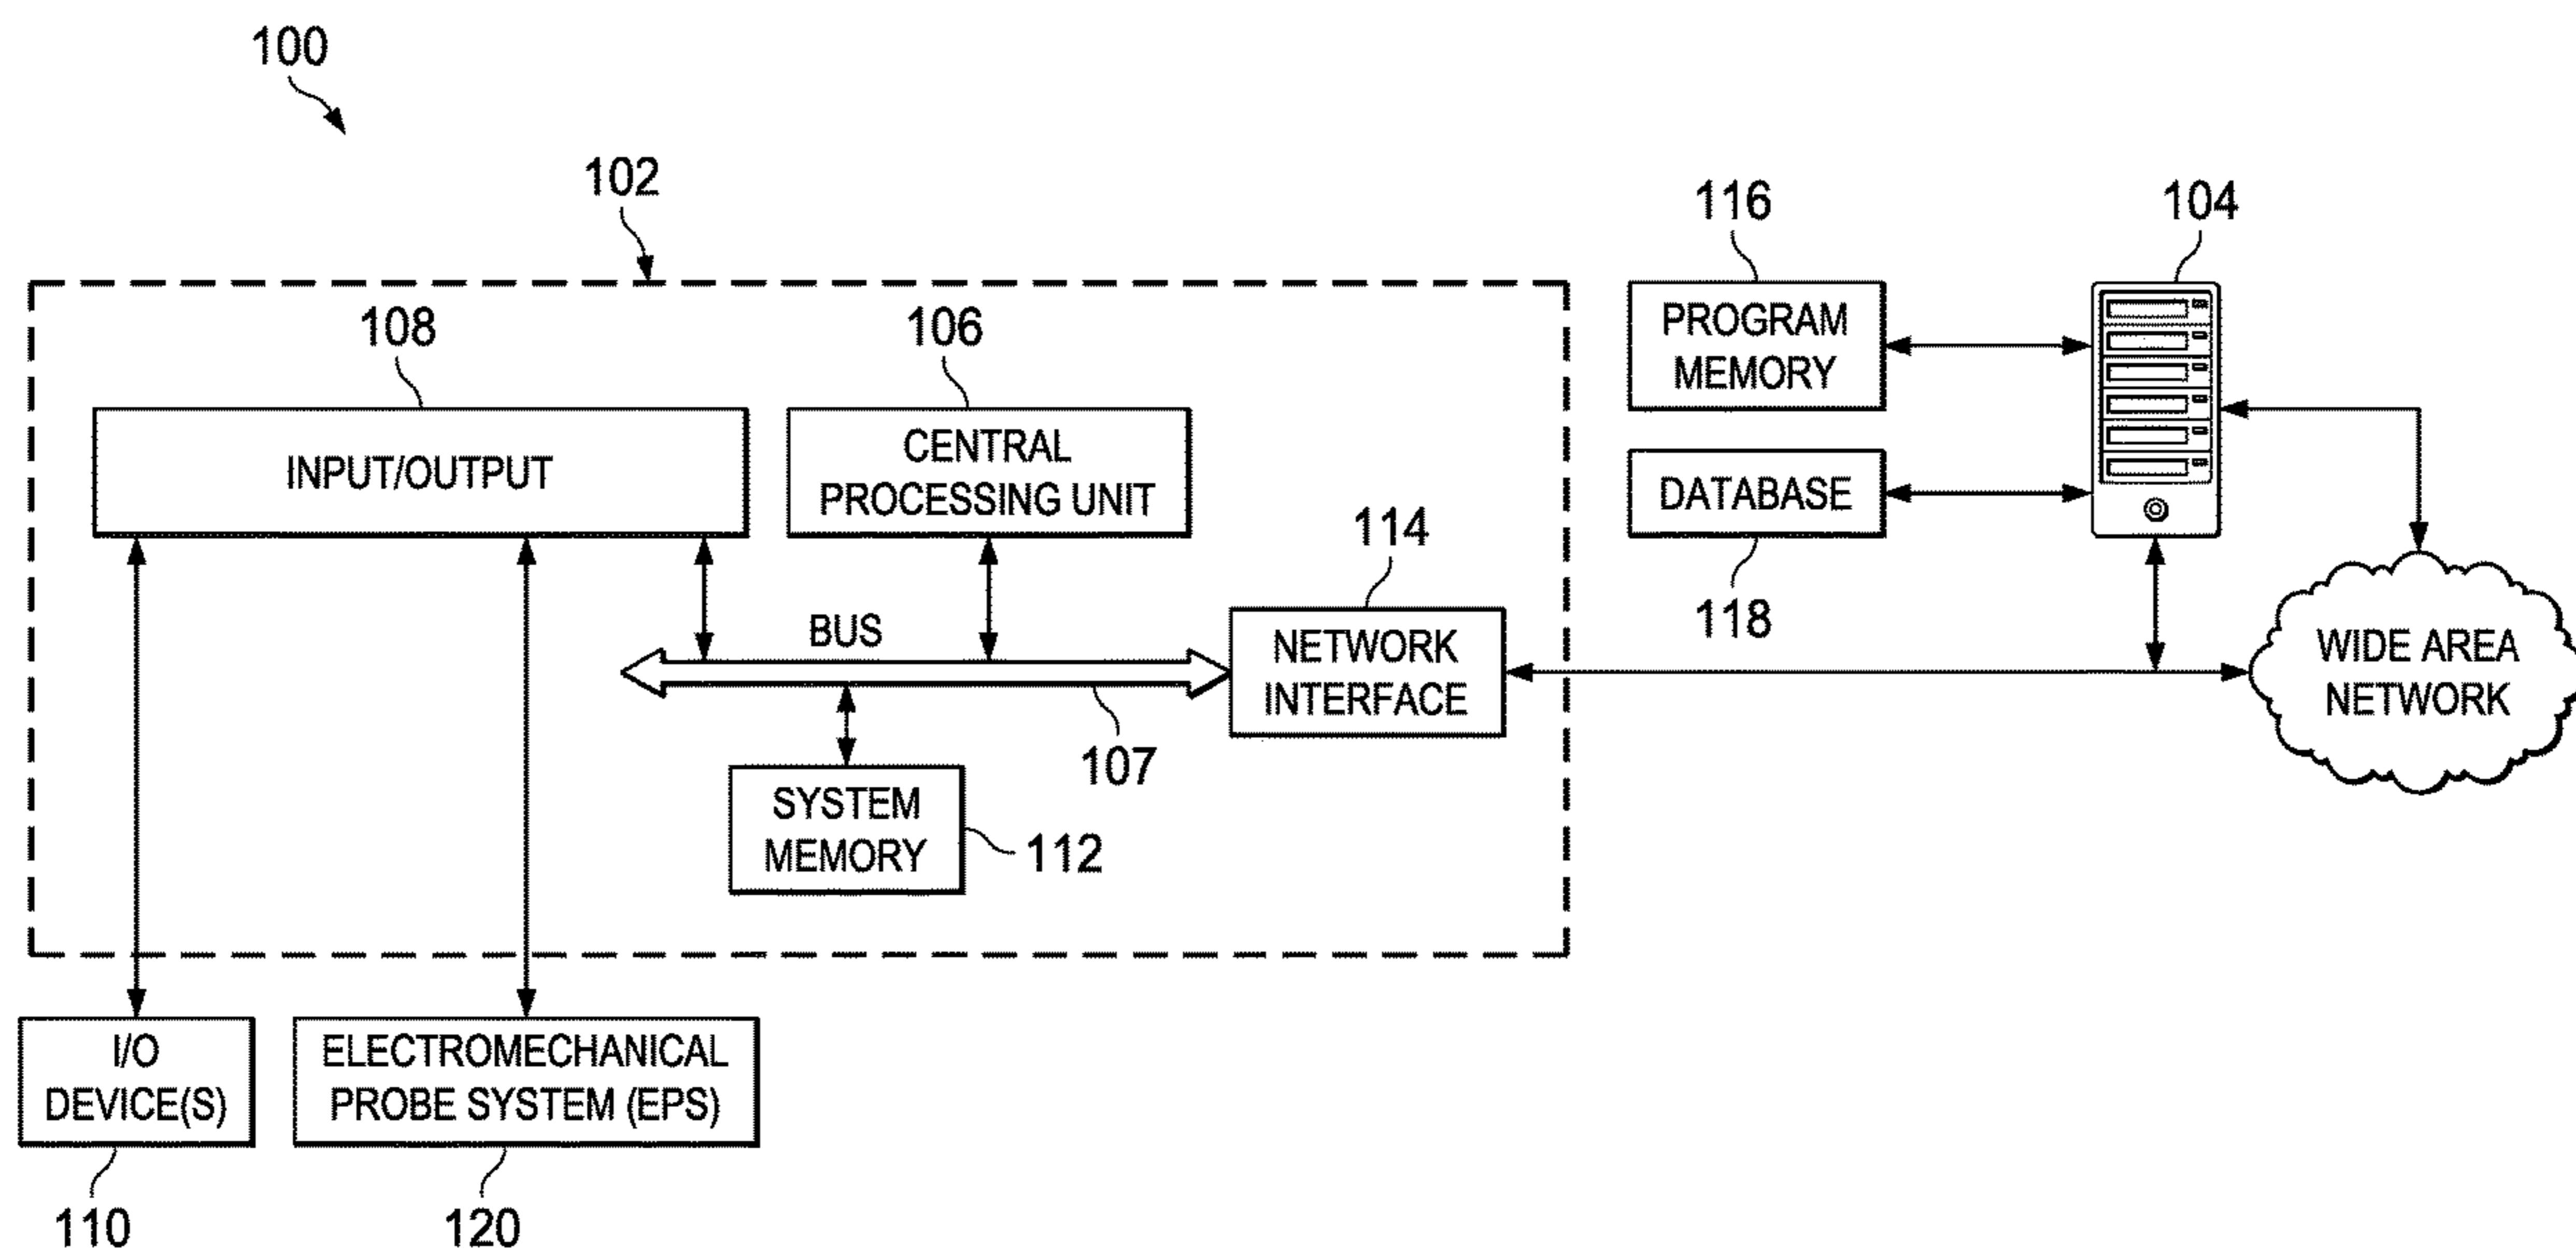 100
102
116
104
108
106
PROGRAM
MEMORY
INPUT/OUTPUT
CENTRAL
PROCESSING UNIT
DATABASE
114
118
BUS
NETWORK
INTERFACE
WIDE AREA
NETWORK
107
SYSTEM
MEMORY
112
I/O
DEVICE(S)
ELECTROMECHANICAL
PROBE SYSTEM (EPS)
110
120